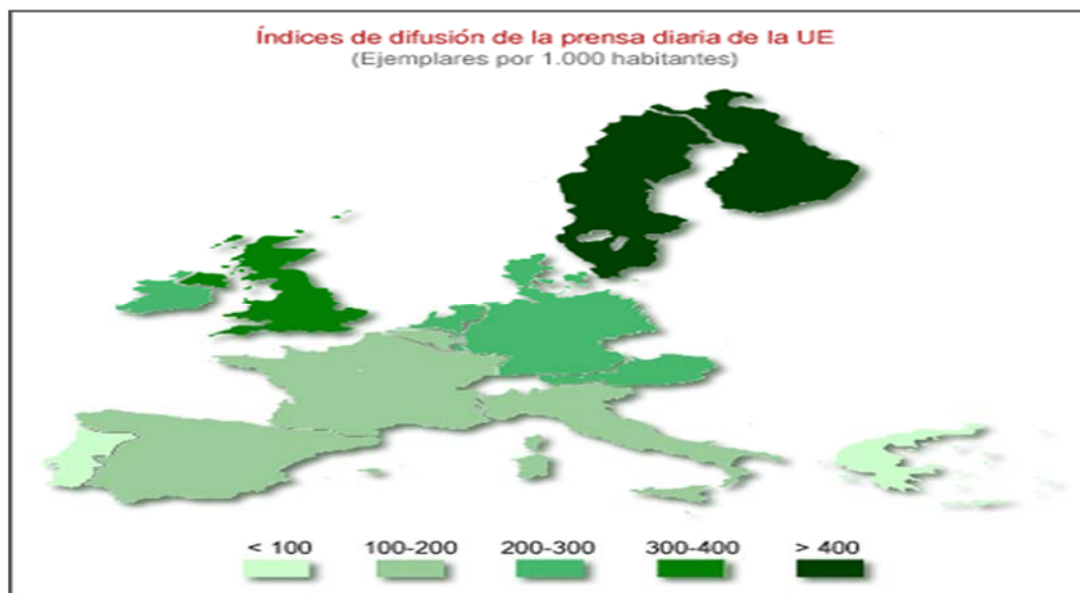 Índices de difusión de la prensa diaria de la UE
(Ejemplares por 1.000 habitantes)
< 100 100-200 200-300 300-400 > 400